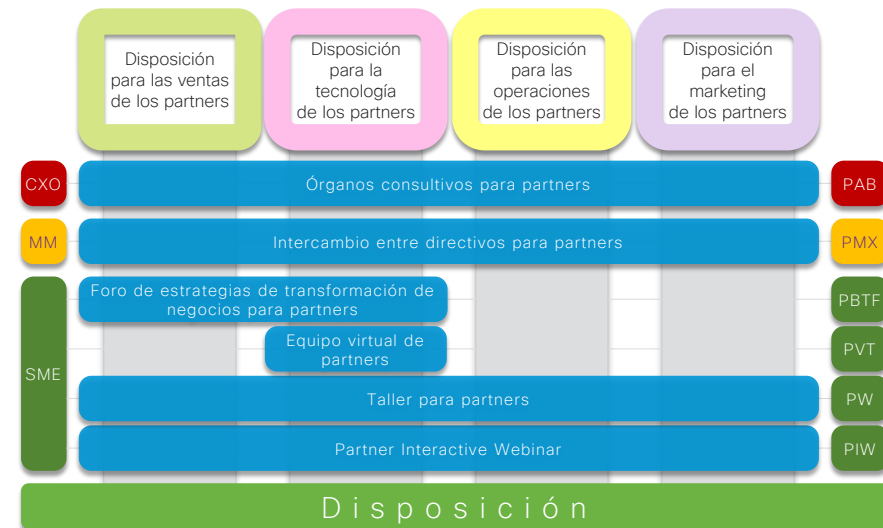 Disposición
para las ventas
de los partners
Disposición
para la
tecnología
de los partners
Disposición
para las
operaciones
de los partners
Disposición
para el
marketing
de los partners
CXO
Órganos consultivos para partners
PAB
MM
Intercambio entre directivos para partners
PMX
SME
Foro de estrategias de transformación de
negocios para partners
PBTF
Equipo virtual de
partners
PVT
Taller para partners
PW
Partner Interactive Webinar
PIW
Disposición